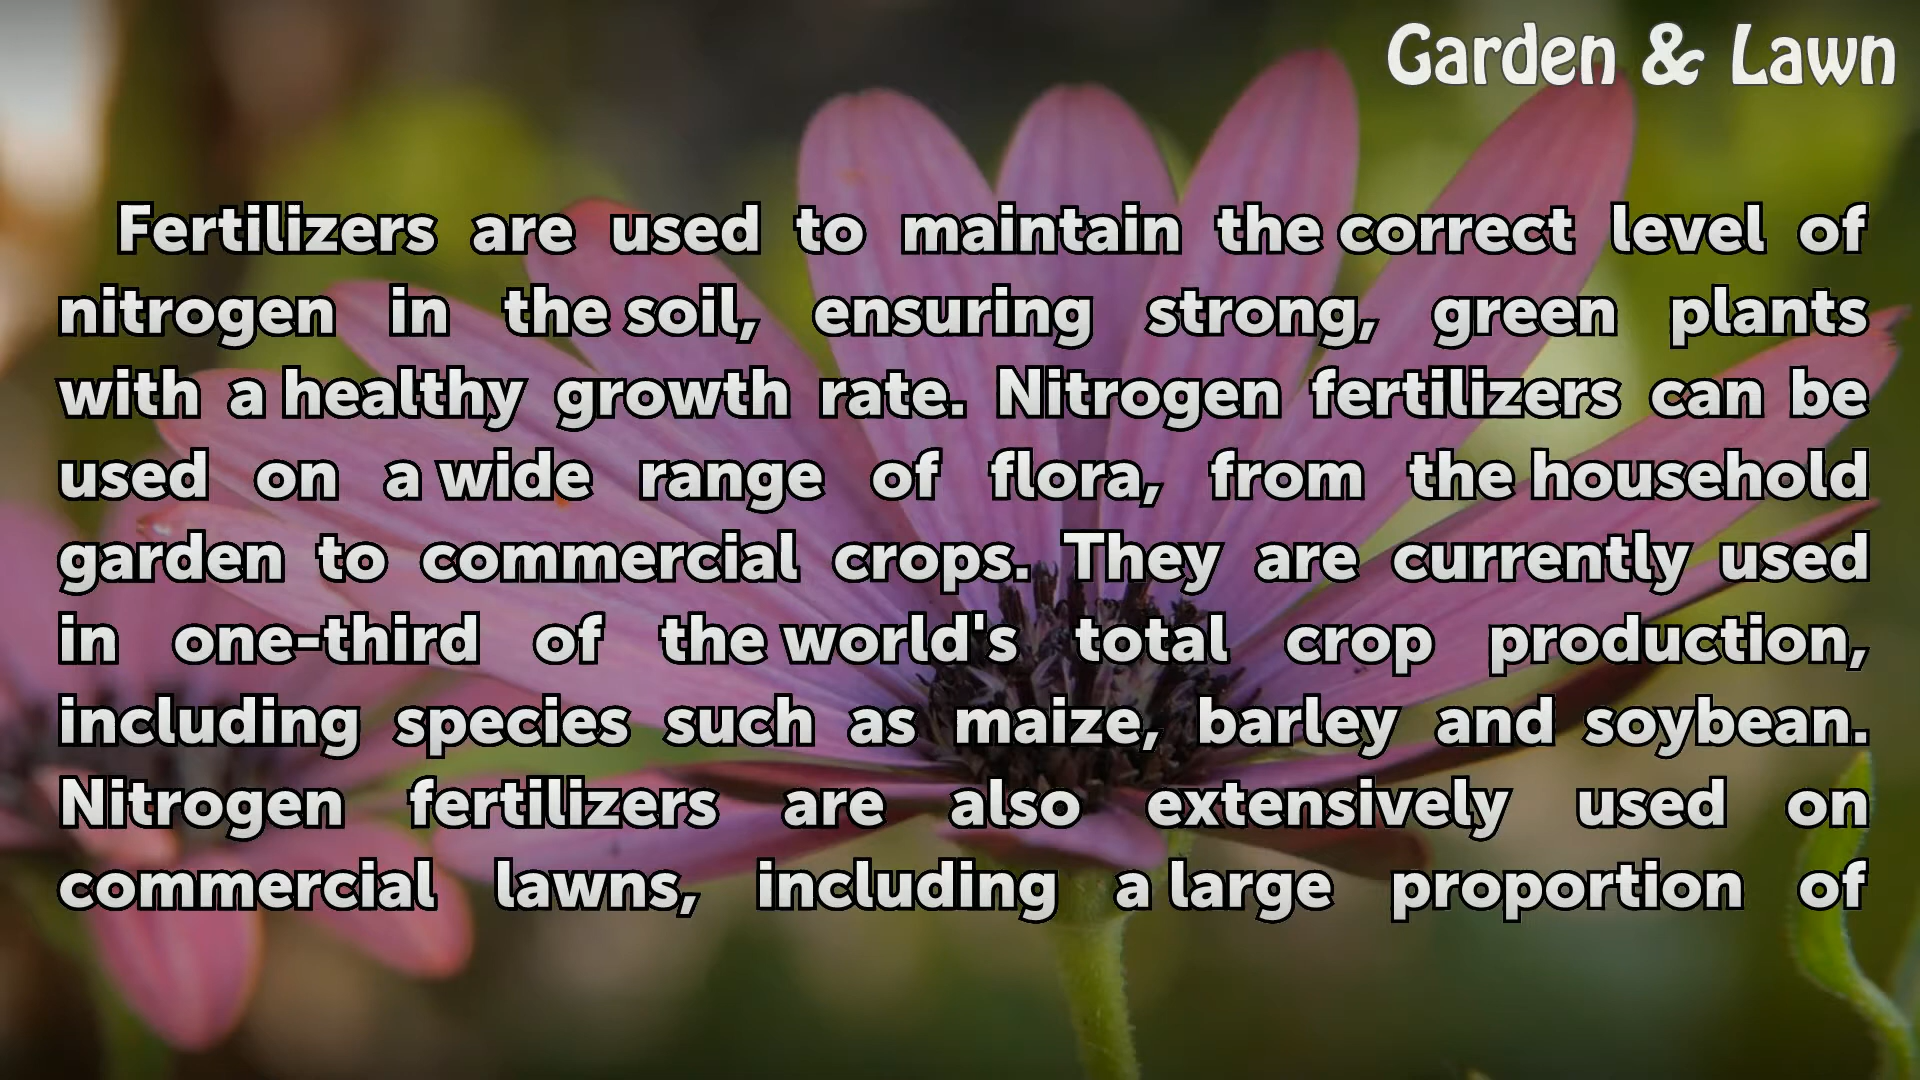 Garden & Lawn
Fertilizers are used to maintain the correct level of
nitrogen in the soil, ensuring strong, green plants
with a healthy growth rate. Nitrogen fertilizers can be
used on a wide range of flora, from the household
garden to commercial crops. They are currently used
in one-third of the world's total crop production,
including species such as maize, barley and soybean.
Nitrogen fertilizers are also extensively used on
commercial lawns, including a large proportion of